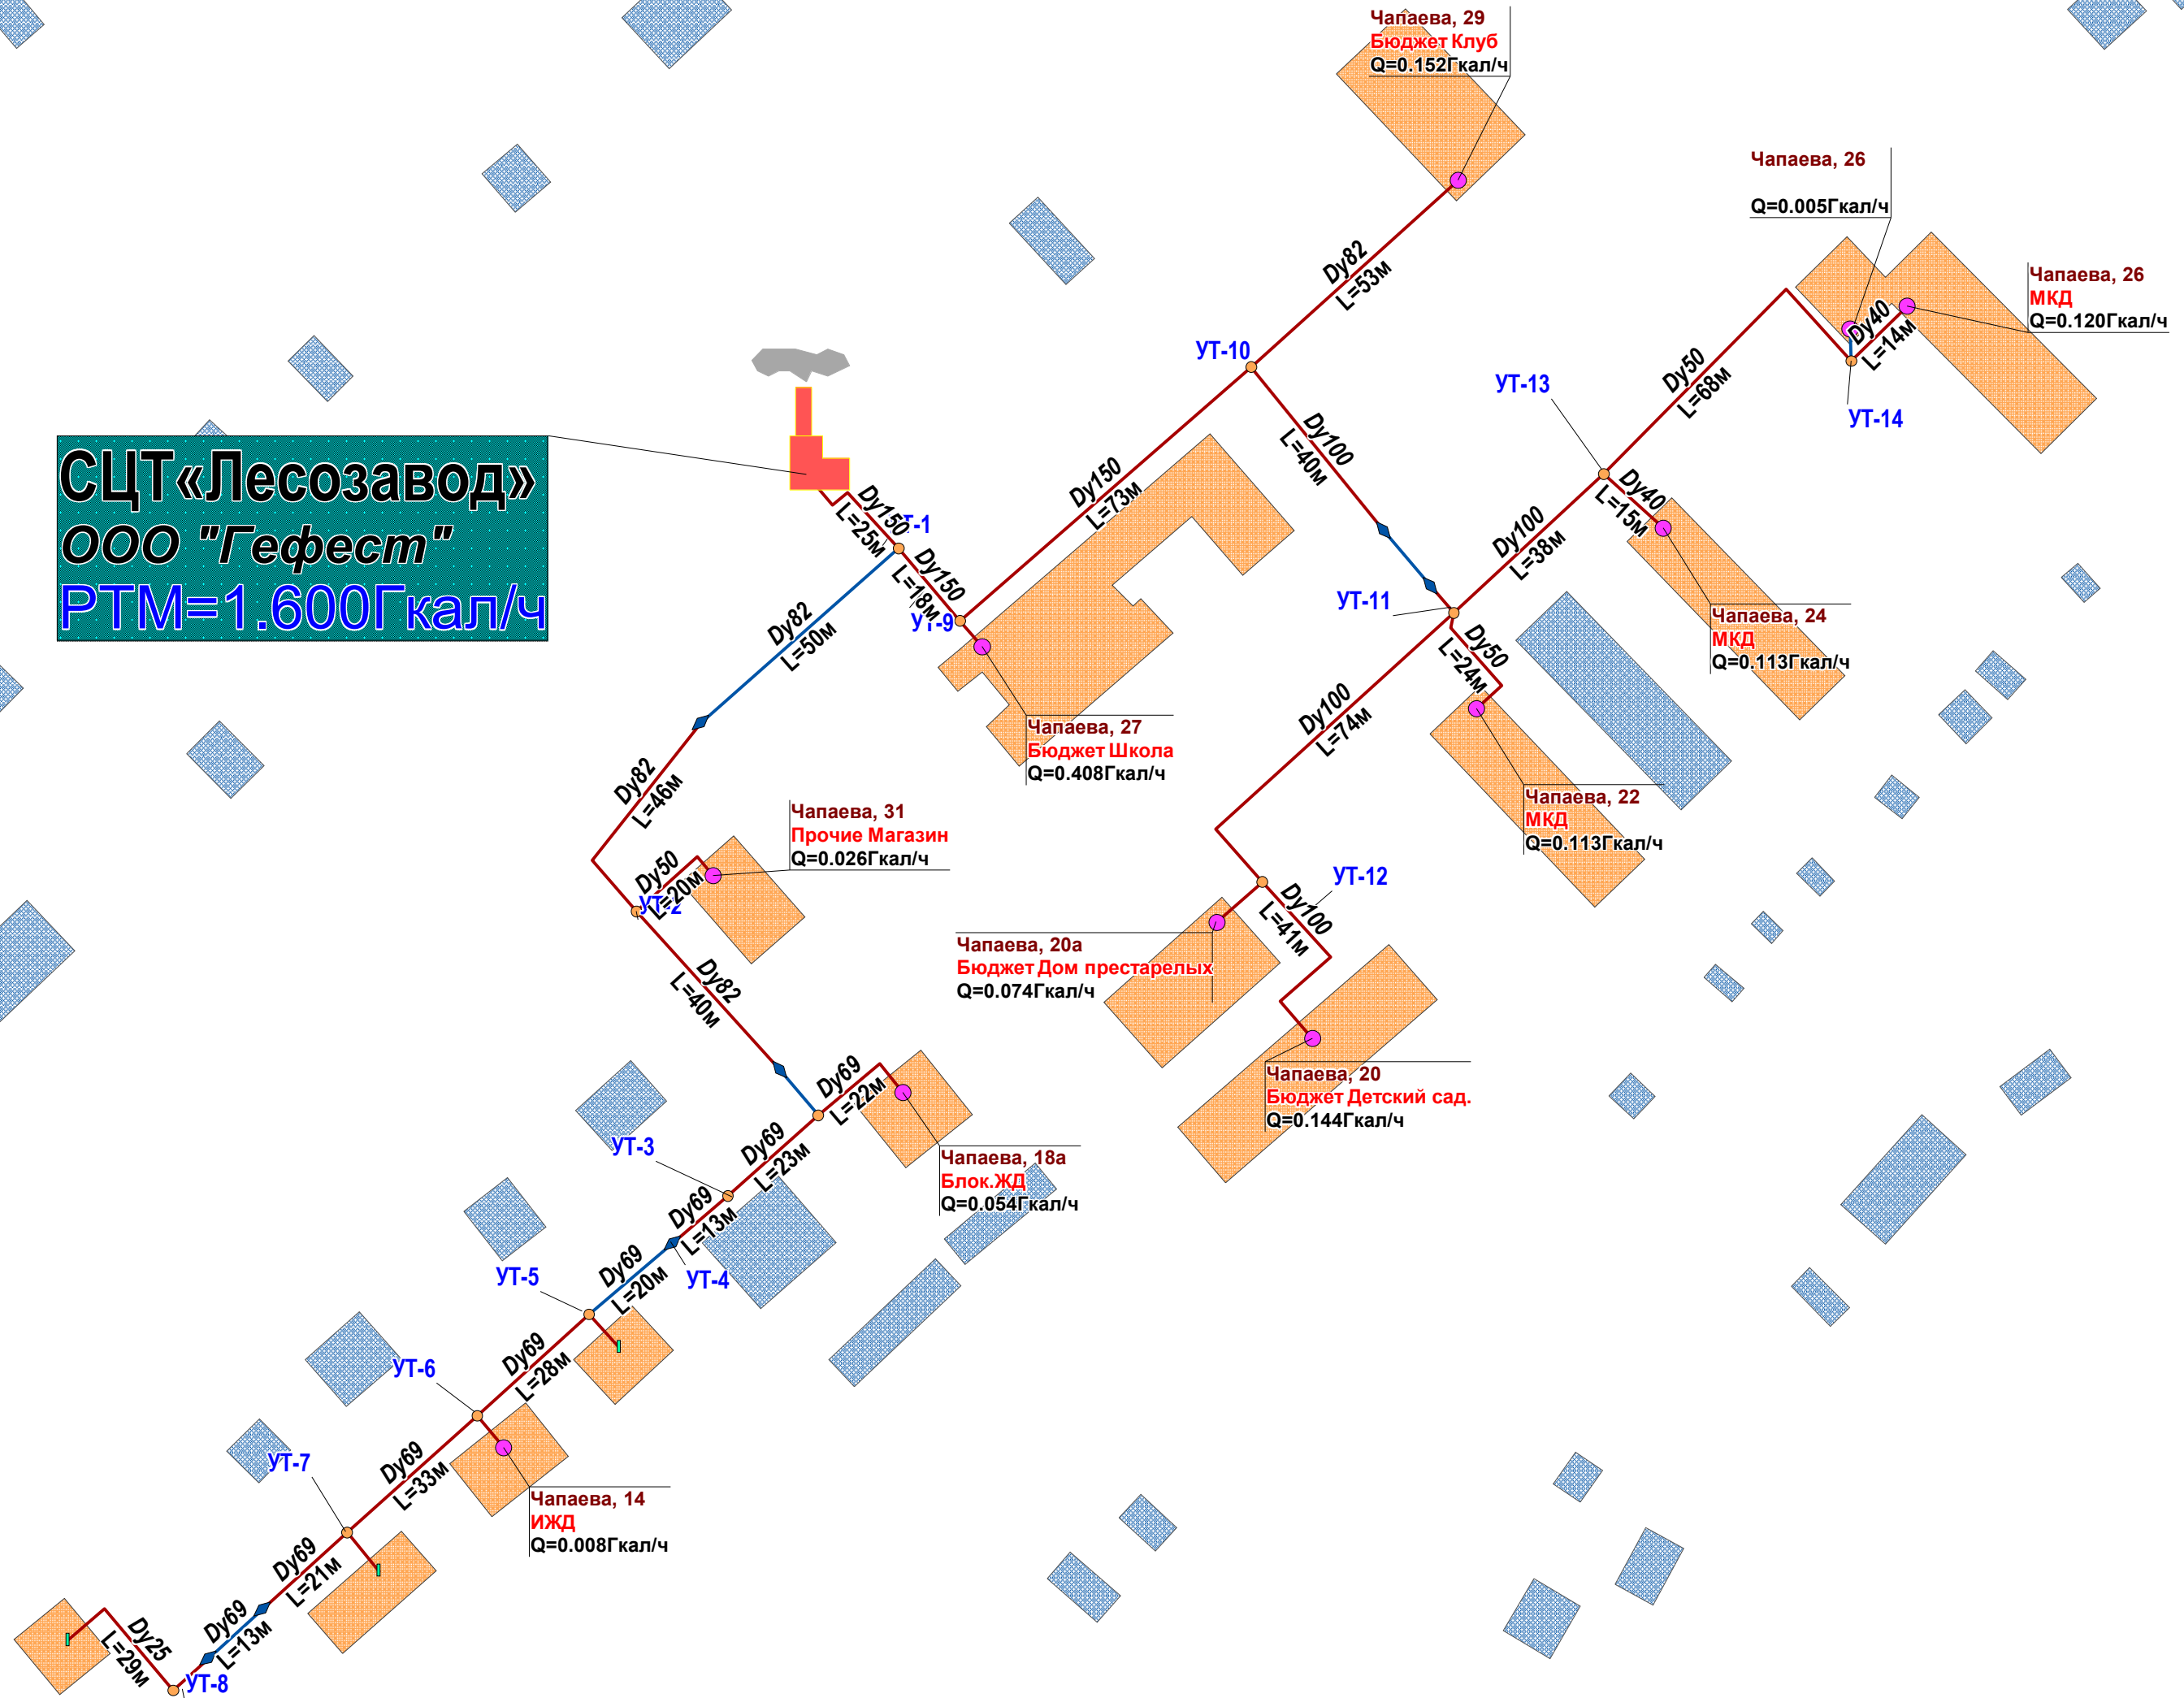 Чапаева, 29
Бюджет Клуб
Q=0.152Гкал/ч
Чапаева, 26
Q=0.005Гкал/ч
Чапаева, 26
МКД
Q=0.120Гкал/ч
Dy82
L=53м
УТ-10
Dy40
L=14м
УТ-14
УТ-13
Dy50
L=68м
СЦТ«Лесозавод»
ООО "Гефест"
РТМ=1.600Гкал/ч
Dy150
L=25м
Dy150
L=18м
УТ-9
Dy150
L=73м
Dy100
L=40м
Dy40
L=15м
Dy100
L=38м
УТ-11
Чапаева, 24
МКД
Q=0.113Гкал/ч
Dy82
L=50м
Dy50
L=24м
Dy100
L=74м
Чапаева, 27
Бюджет Школа
Q=0.408Гкал/ч
Dy82
L=46м
Чапаева, 31
Прочие Магазин
Q=0.026Гкал/ч
Чапаева, 22
МКД
Q=0.113Гкал/ч
Dy50
L=20м
УТ-2
УТ-12
Dy100
L=41м
Чапаева, 20а
Бюджет Дом престарелых
Q=0.074Гкал/ч
Dy82
L=40м
Чапаева, 20
Бюджет Детский сад.
Q=0.144Гкал/ч
Dy69
L=22м
УТ-3
Dy69
L=23м
Чапаева, 18а
Блок.ЖД
Q=0.054Гкал/ч
Dy69
L=13м
УТ-4
УТ-5
Dy69
L=20м
УТ-6
Dy69
L=28м
УТ-7
Dy69
L=33м
Чапаева, 14
ИЖД
Q=0.008Гкал/ч
Dy69
L=21м
Dy69
L=13м
Dy25
L=29м
УТ-8